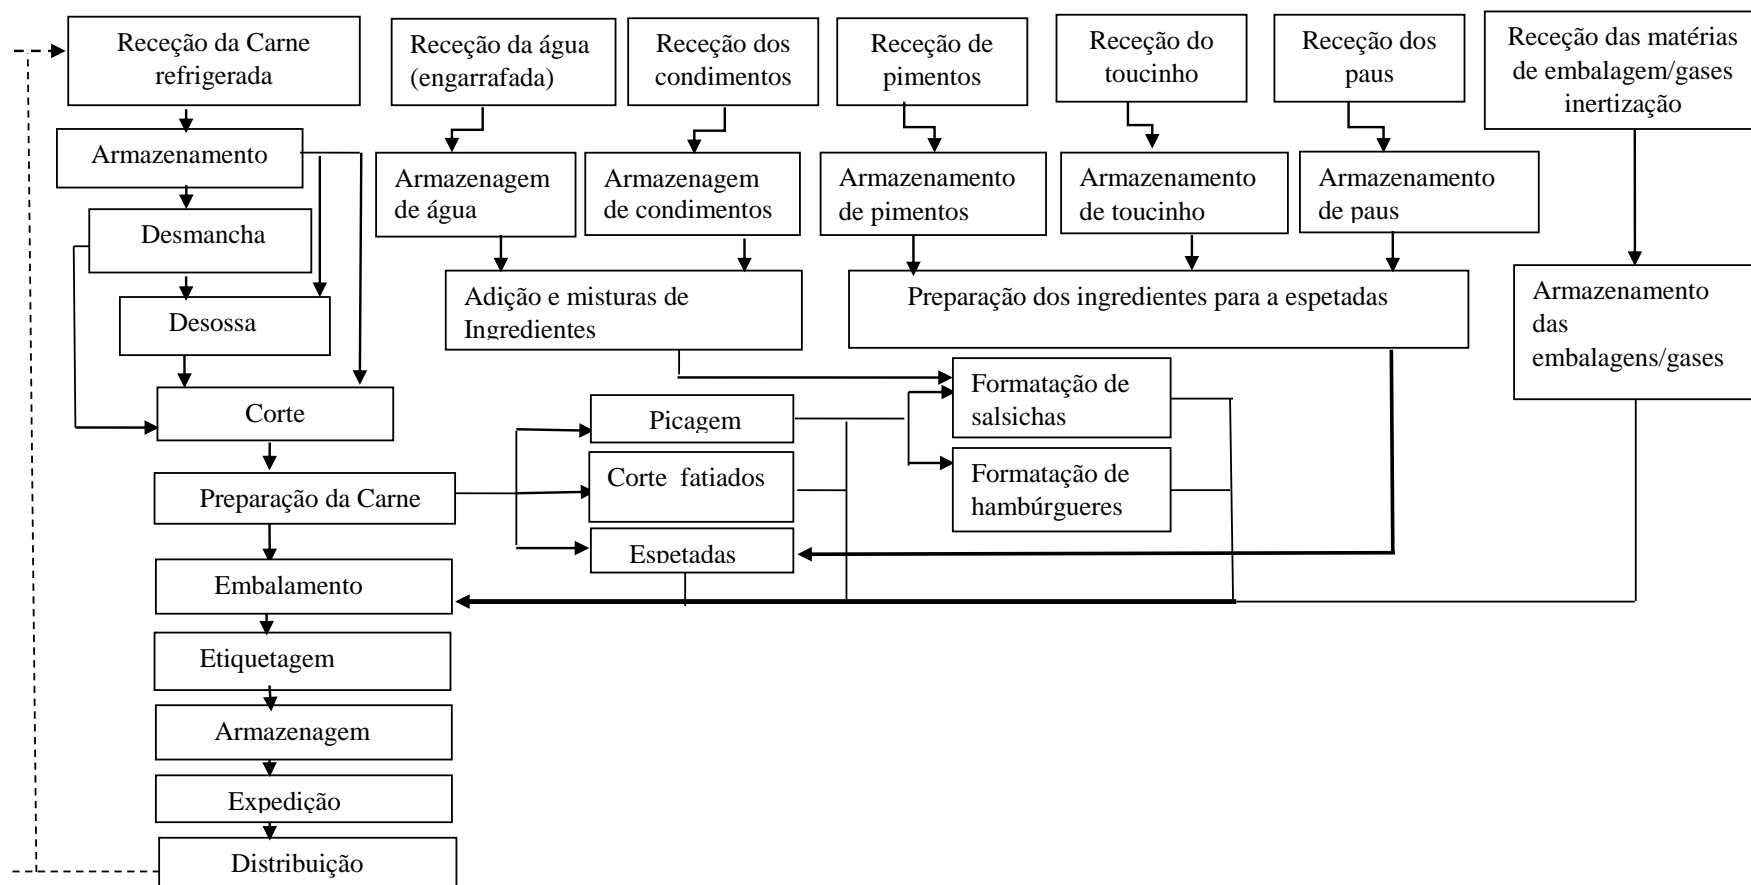 Receção da Carne
refrigerada
Receção da água
(engarrafada)
Receção dos
condimentos
Receção de
pimentos
Receção do
toucinho
Receção dos
paus
Receção das matérias
de embalagem/gases
inertização
Armazenamento
Armazenagem
de água
Armazenagem
de condimentos
Armazenamento
de pimentos
Armazenamento
de toucinho
Armazenamento
de paus
Desmancha
Desossa
Adição e misturas de
Ingredientes
Preparação dos ingredientes para a espetadas
Armazenamento
das
embalagens/gases
Corte
Picagem
Formatação de
salsichas
Preparação da Carne
Corte fatiados
Formatação de
hambúrgueres
Espetadas
Embalamento
Etiquetagem
Armazenagem
Expedição
Distribuição